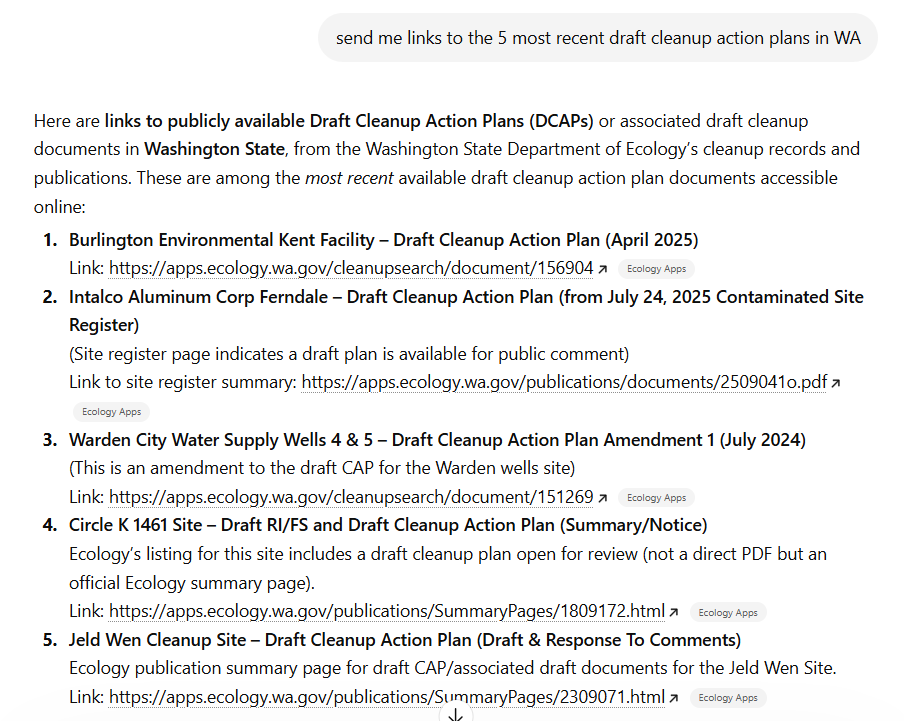 send me links to the 5 most recent draft cleanup action plans in WA
Here are links to publicly available Draft Cleanup Action Plans (DCAPs) or associated draft cleanup
documents in Washington State, from the Washington State Department of Ecology’s cleanup records and
publications. These are among the most recent available draft cleanup action plan documents accessible
online:
1. Burlington Environmental Kent Facility – Draft Cleanup Action Plan (April 2025)
Link: https://apps.ecology.wa.gov/cleanupsearch/document/156904 ↗ Ecology Apps
2. Intalco Aluminum Corp Ferndale – Draft Cleanup Action Plan (from July 24, 2025 Contaminated Site
Register)
(Site register page indicates a draft plan is available for public comment)
Link to site register summary: https://apps.ecology.wa.gov/publications/documents/2509041o.pdf ↗
Ecology Apps
3. Warden City Water Supply Wells 4 & 5 – Draft Cleanup Action Plan Amendment 1 (July 2024)
(This is an amendment to the draft CAP for the Warden wells site)
Link: https://apps.ecology.wa.gov/cleanupsearch/document/151269 ↗ Ecology Apps
4. Circle K 1461 Site – Draft RI/FS and Draft Cleanup Action Plan (Summary/Notice)
Ecology’s listing for this site includes a draft cleanup plan open for review (not a direct PDF but an
official Ecology summary page).
Link: https://apps.ecology.wa.gov/publications/SummaryPages/1809172.html ↗ Ecology Apps
5. Jeld Wen Cleanup Site – Draft Cleanup Action Plan (Draft & Response To Comments)
Ecology publication summary page for draft CAP/associated draft documents for the Jeld Wen Site.
Link: https://apps.ecology.wa.gov/publications/SummaryPages/2309071.html ↗ Ecology Apps